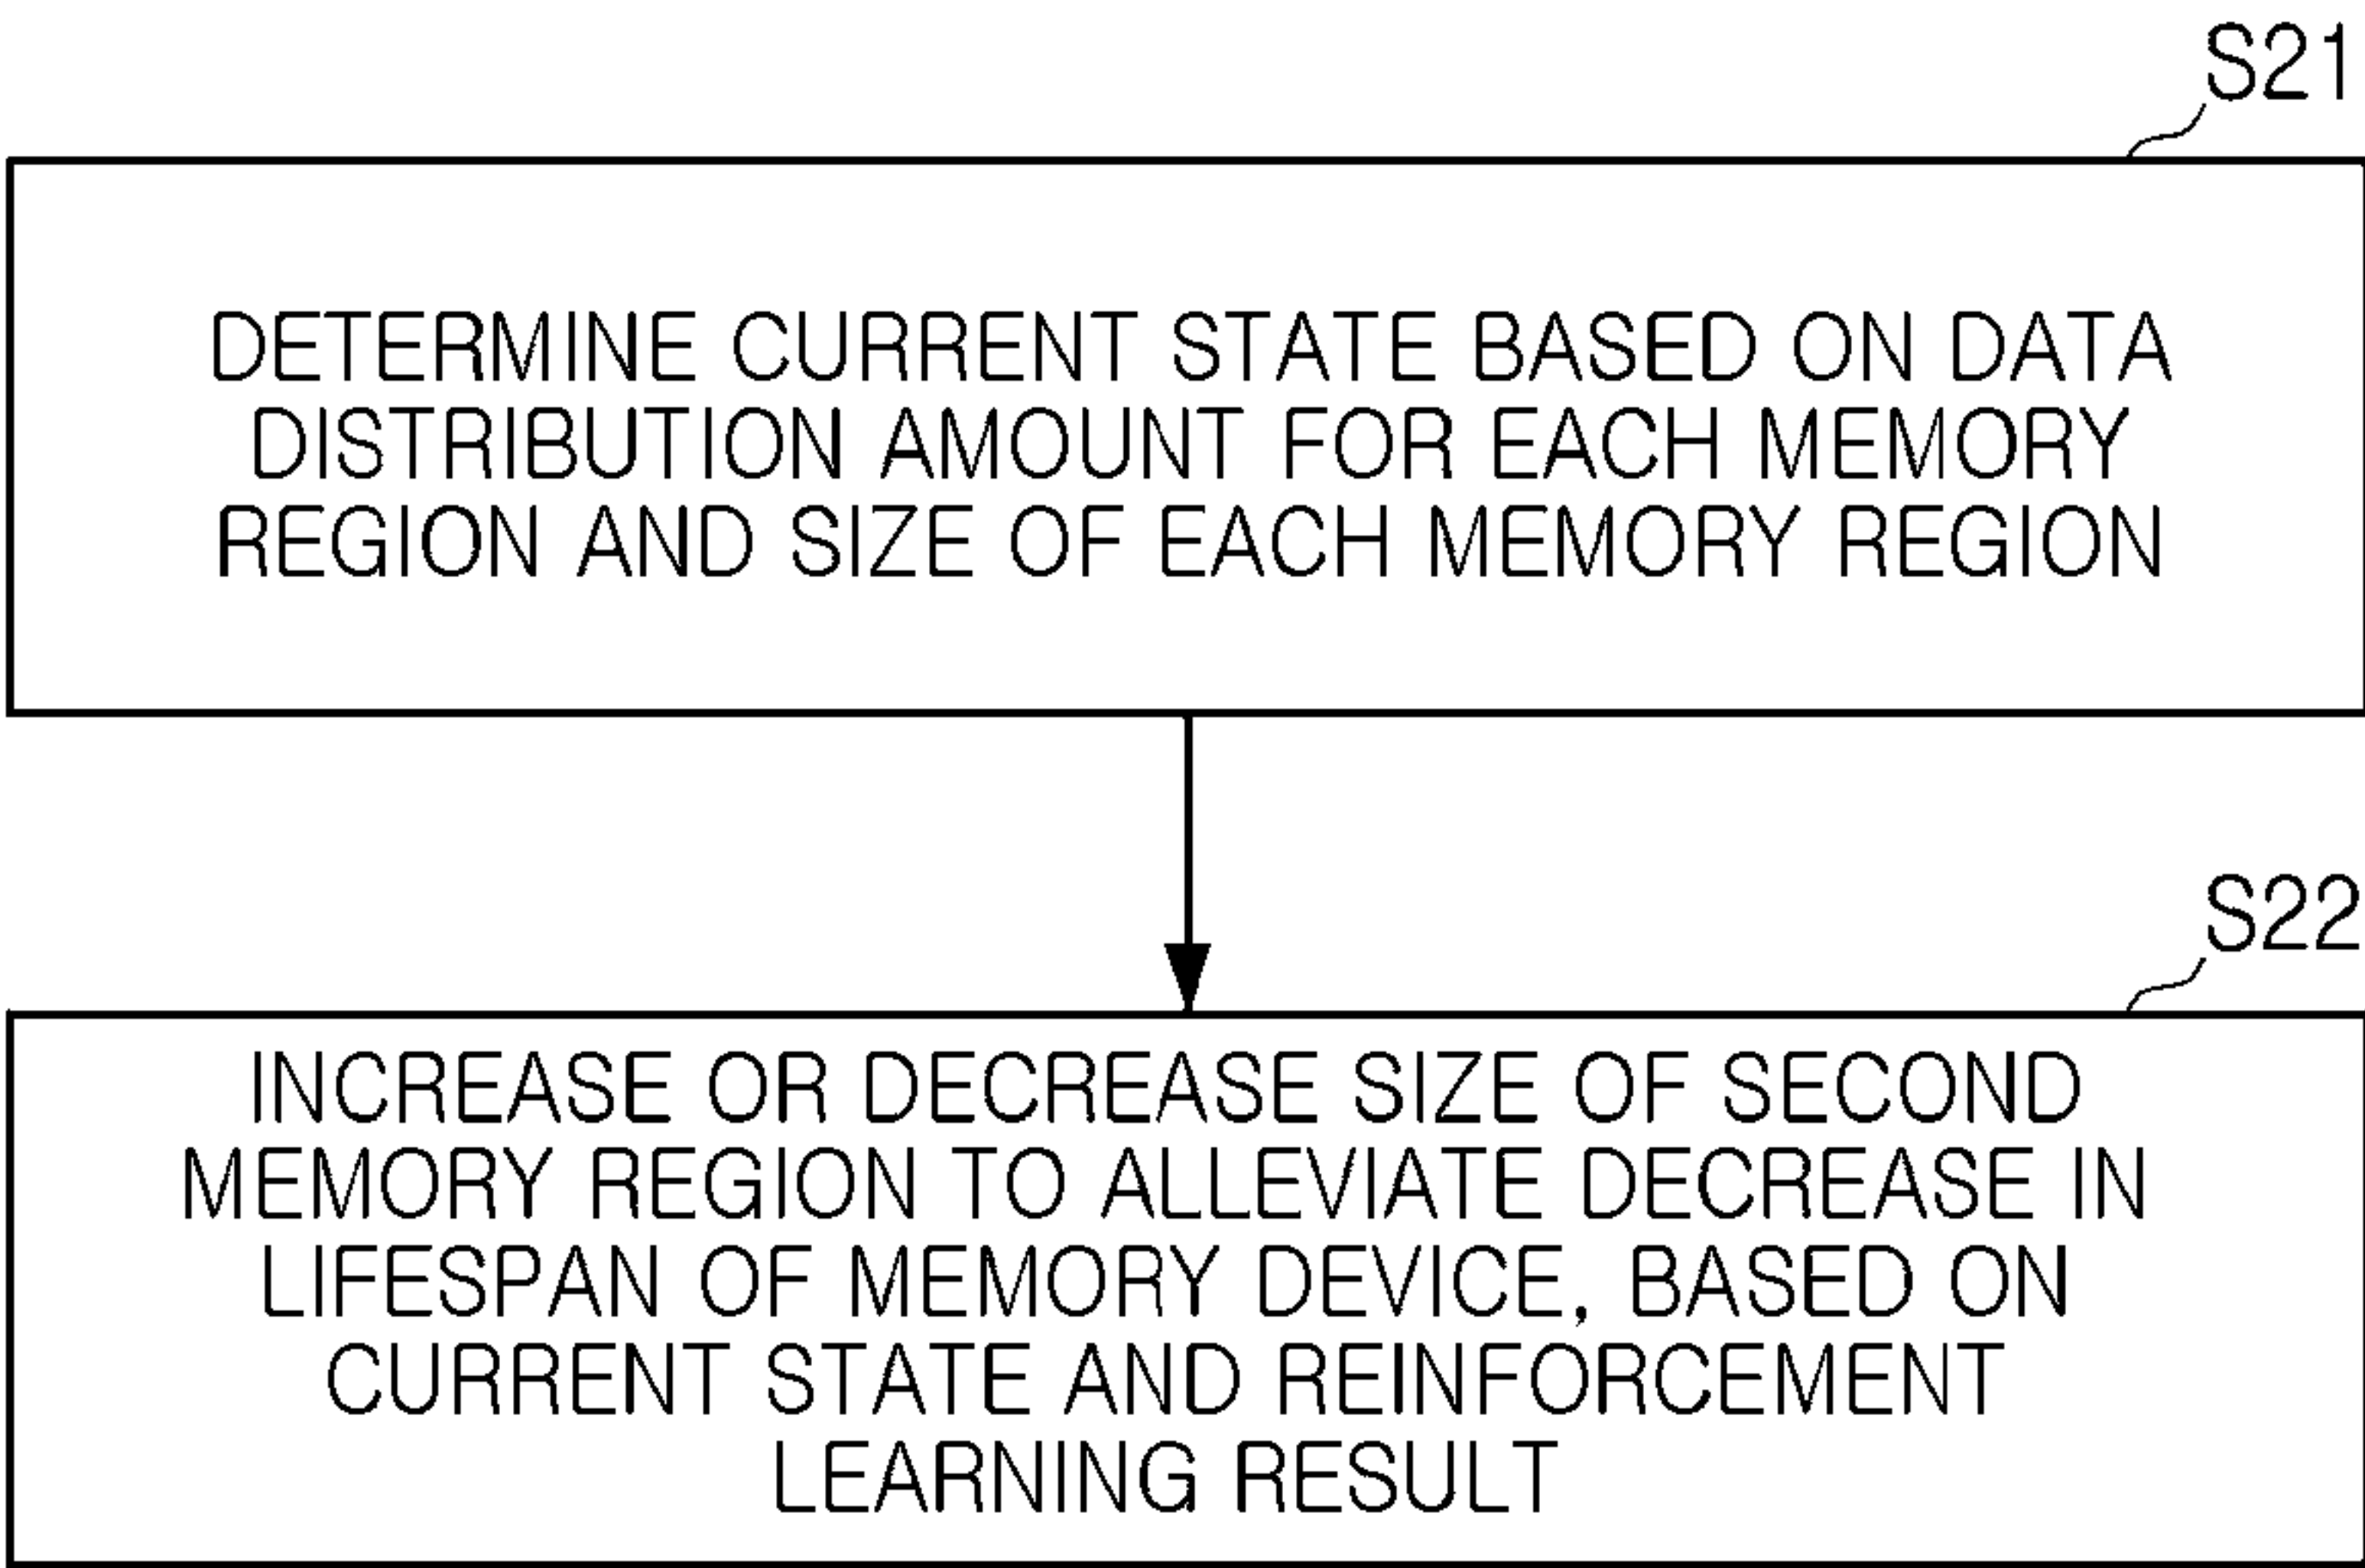 S21
DETERMINE CURRENT STATE BASED ON DATA
DISTRIBUTION AMOUNT FOR EACH MEMORY
REGION AND SIZE OF EACH MEMORY REGION
S22
INCREASE OR DECREASE SIZE OF SECOND
MEMORY REGION TO ALLEVIATE DECREASE IN
LIFESPAN OF MEMORY DEVICE, BASED ON
CURRENT STATE AND REINFORCEMENT
LEARNING RESULT